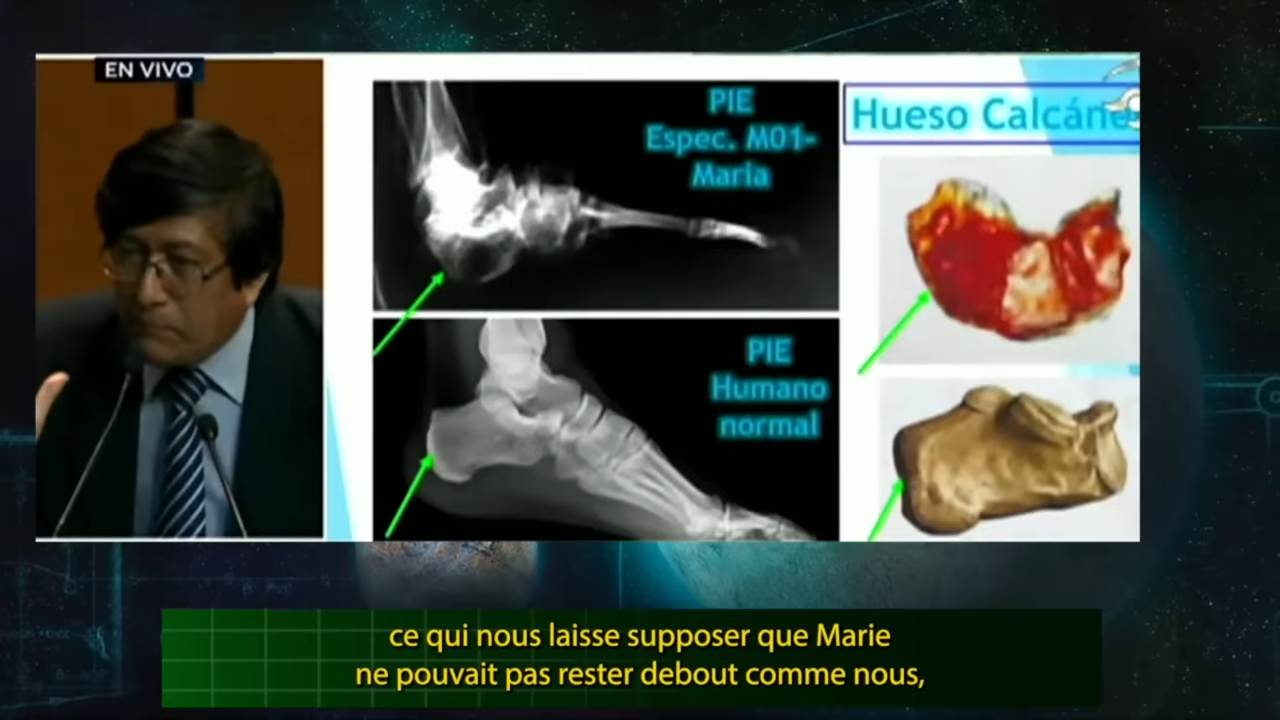 EN VIVO
PIE
Espec. M01-
Maria
Hueso Calcáne
PIE
Humano
normal
ce qui nous laisse supposer que Marie
ne pouvait pas rester debout comme nous,